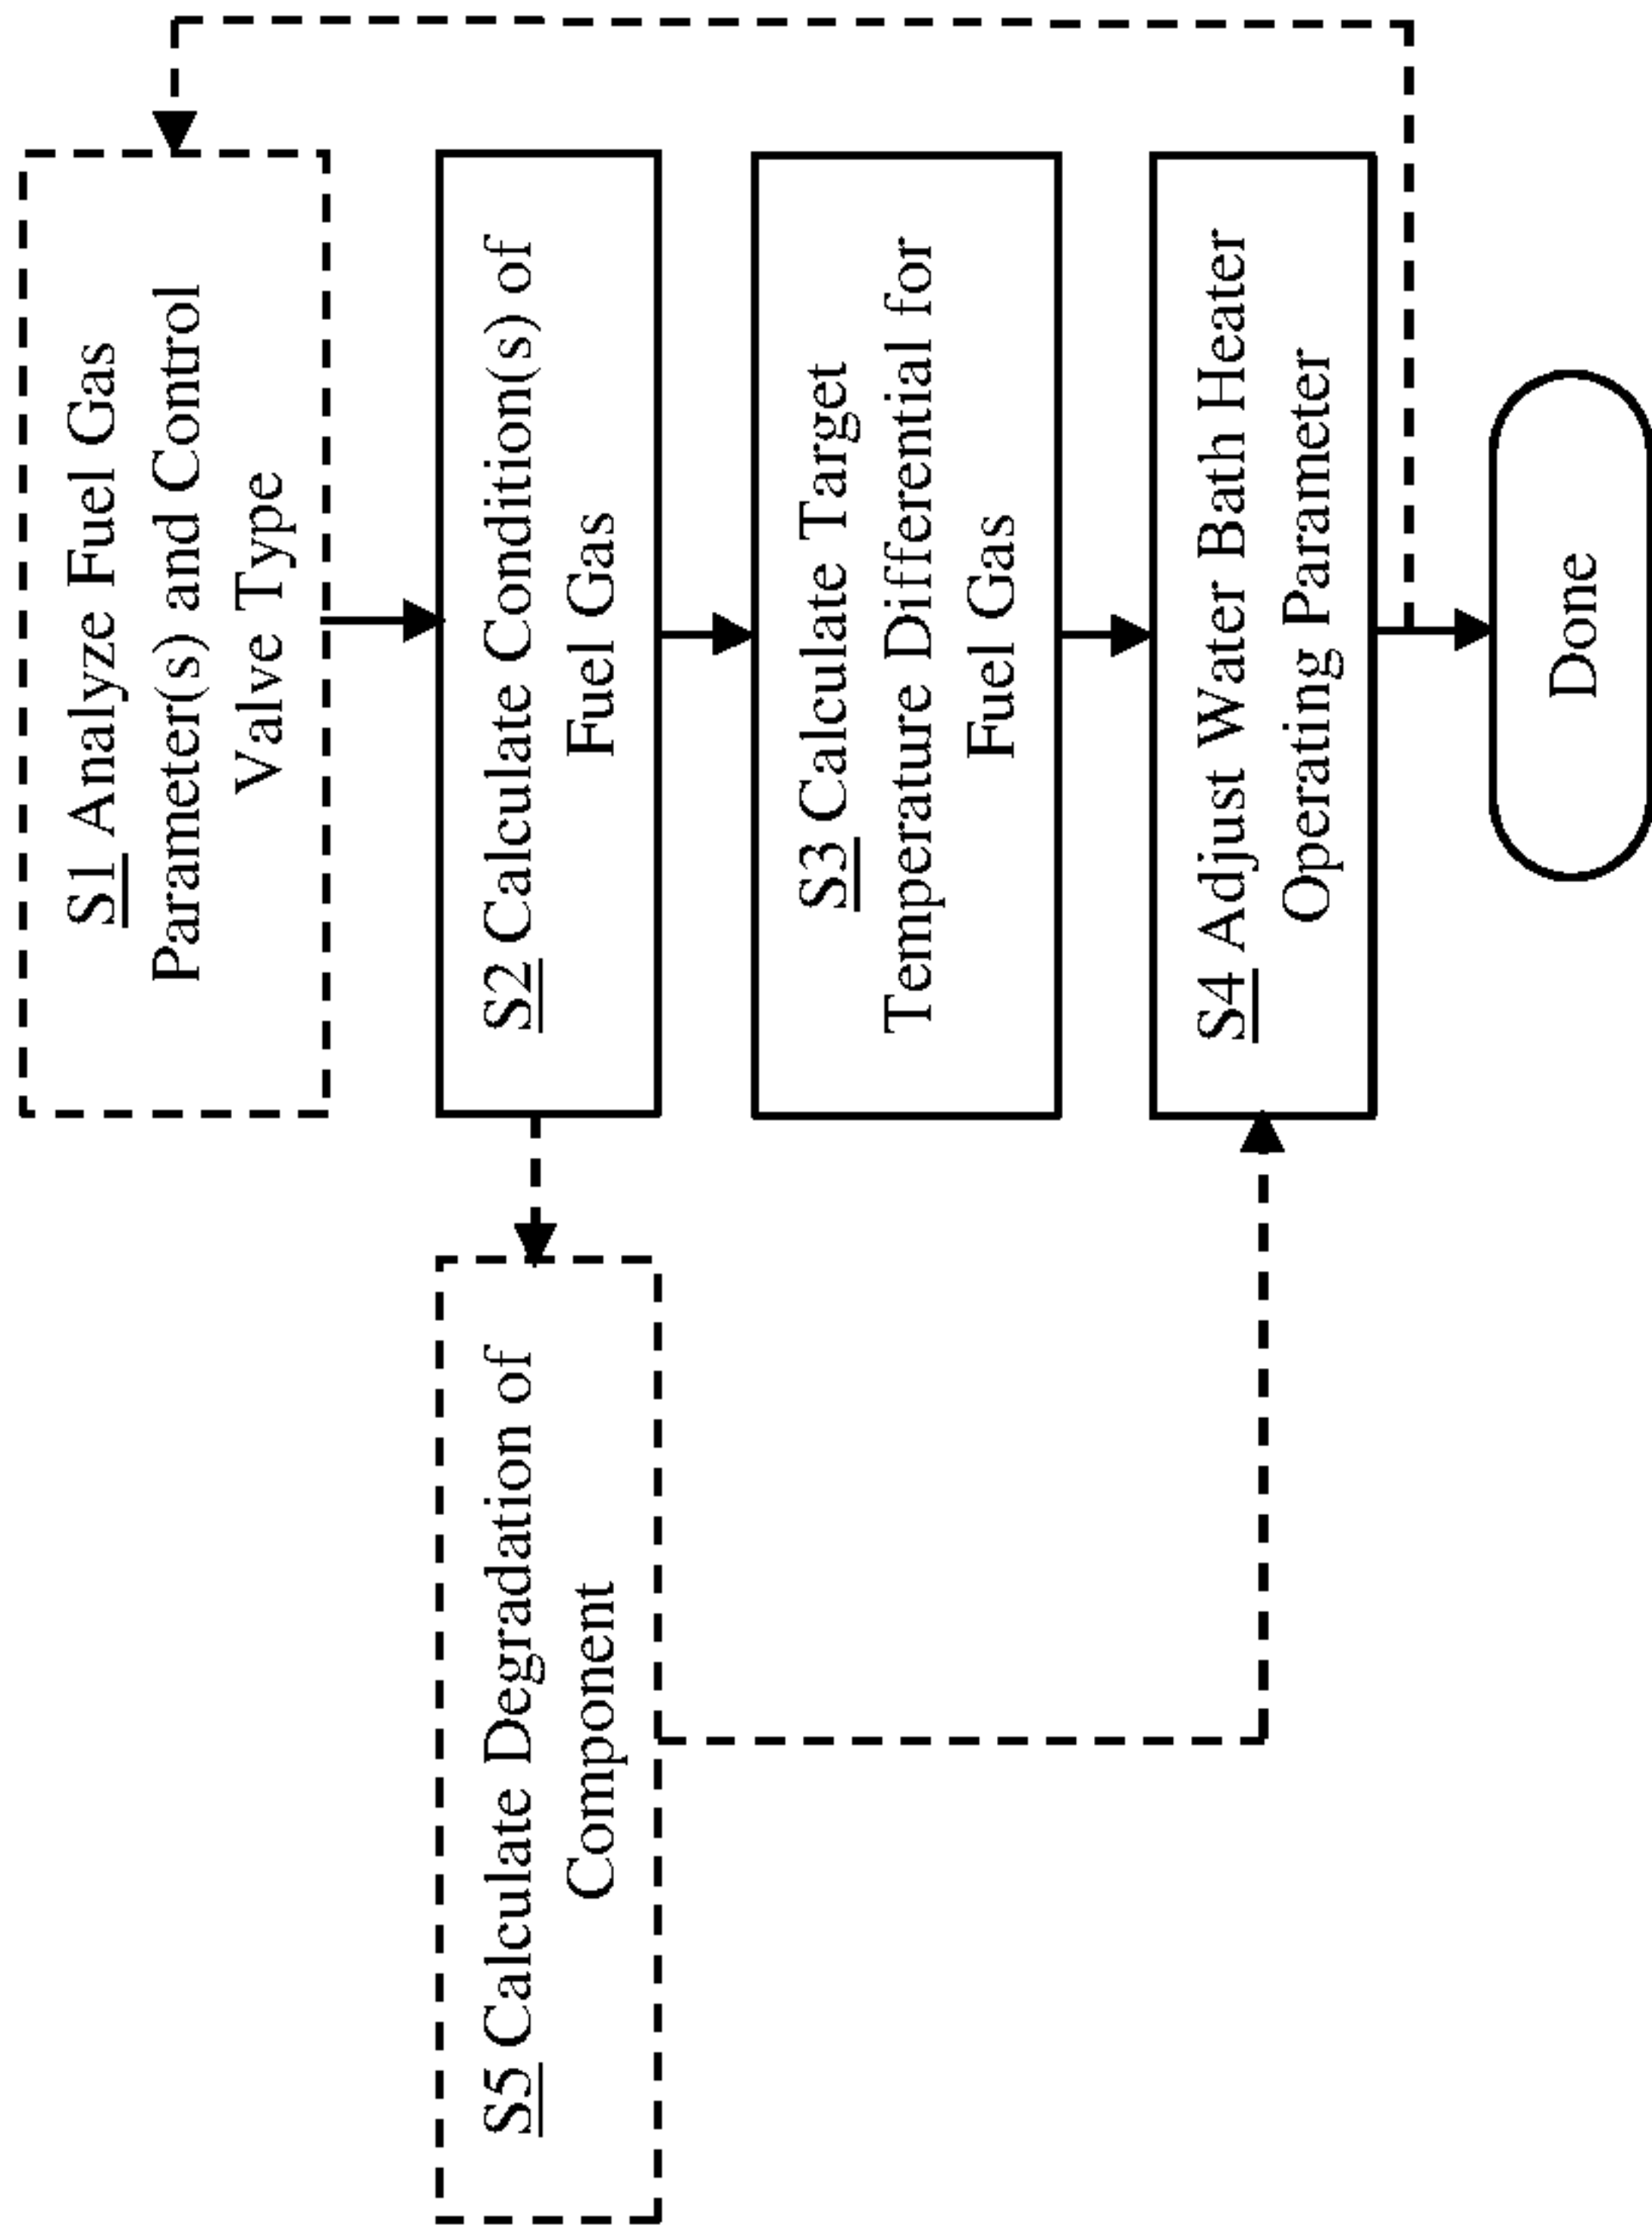 S1 Analyze Fuel Gas
Parameter(s) and Control
Valve Type
S2 Calculate Condition(s) of
Fuel Gas
S5 Calculate Degradation of
Component
S3 Calculate Target
Temperature Differential for
Fuel Gas
S4 Adjust Water Bath Heater
Operating Parameter
Done